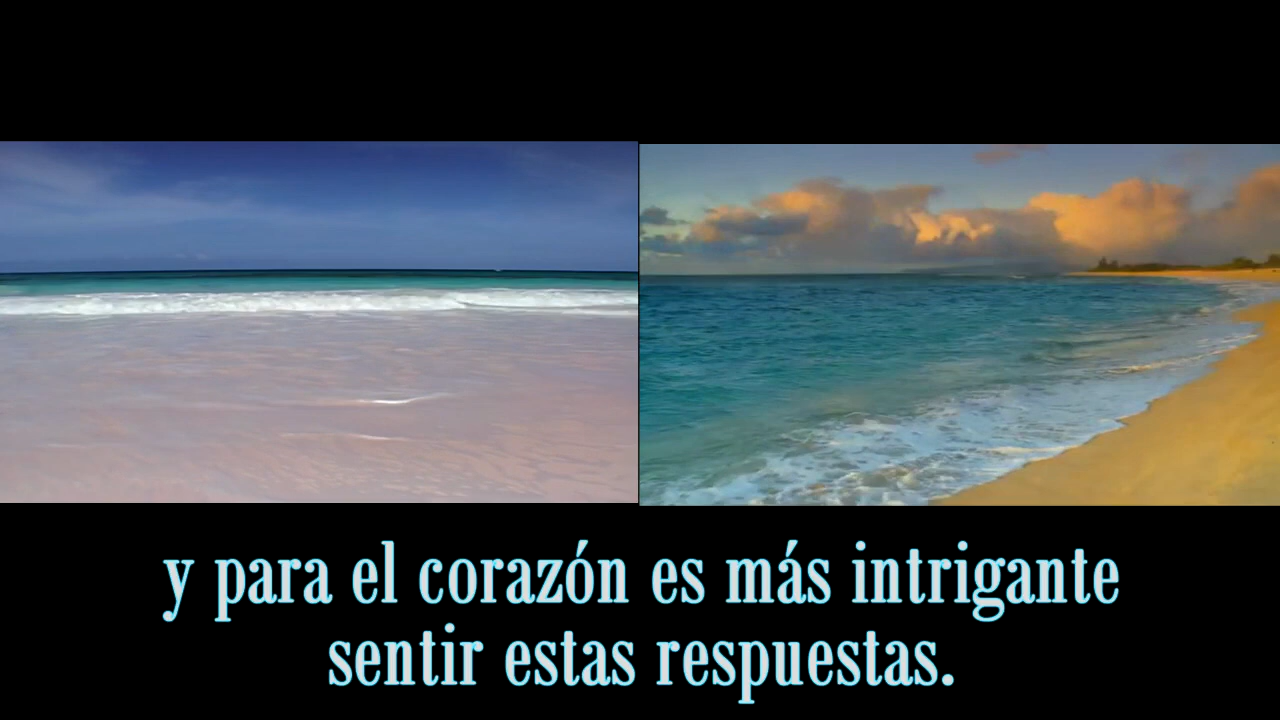 y para el corazón es más intrigante
sentir estas respuestas.